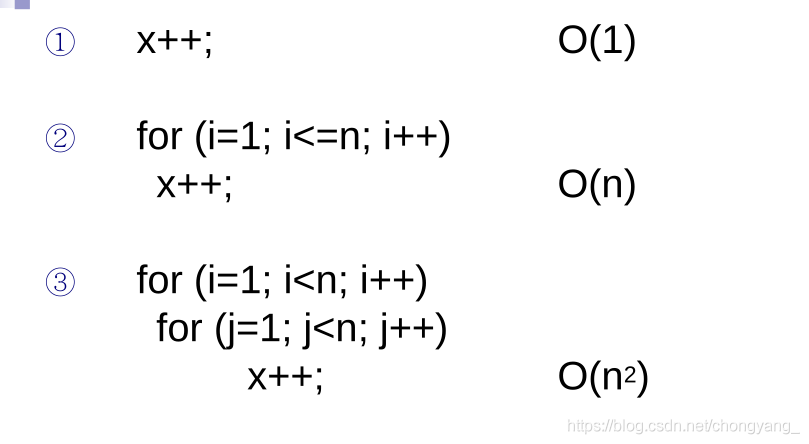 ① x++; O(1)
② for (i=1; i<=n; i++)
x++; O(n)
③ for (i=1; i<n; i++)
for (j=1; j<n; j++)
x++; O(n²)
https://blog.csdn.net/chongyang_